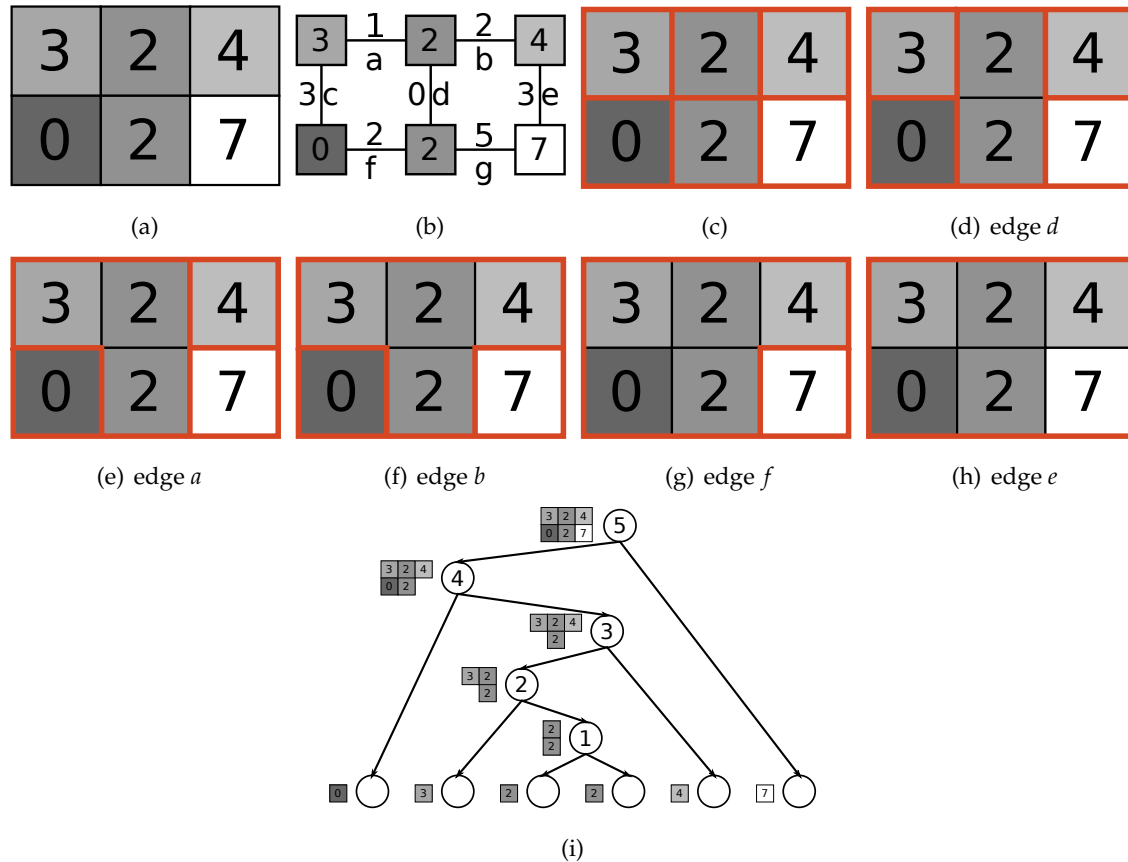 3 2 4
0 2 7
(a)
3 1 2 2 4
a b
3 c 0 d 3 e
0 2 2 5 7
f g
(b)
3 2 4
0 2 7
(c)
3 2 4
0 2 7
(d) edge d
3 2 4
0 2 7
(e) edge a
3 2 4
0 2 7
(f) edge b
3 2 4
0 2 7
(g) edge f
3 2 4
0 2 7
(h) edge e
3 2 4
0 2 7
5
3 2 4
0 2
4
3 2 4
2
3
3 2
2
2
2
2
1
0 3 2 2 4 7
(i)